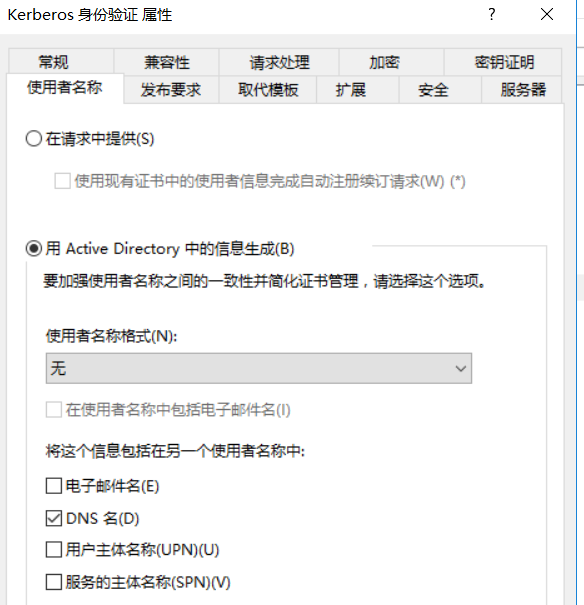 Kerberos 身份验证 属性
常规 兼容性 请求处理 加密 密钥证明
使用者名称 发布要求 取代模板 扩展 安全 服务器
在请求中提供(S)
使用现有证书中的使用者信息完成自动注册续订请求(W) (*)
用 Active Directory 中的信息生成(B)
要加强使用者名称之间的一致性并简化证书管理，请选择这个选项。
使用者名称格式(N):
无
在使用者名称中包括电子邮件名(I)
将这个信息包括在另一个使用者名称中:
电子邮件名(E)
DNS 名(D)
用户主体名称(UPN)(U)
服务的主体名称(SPN)(V)